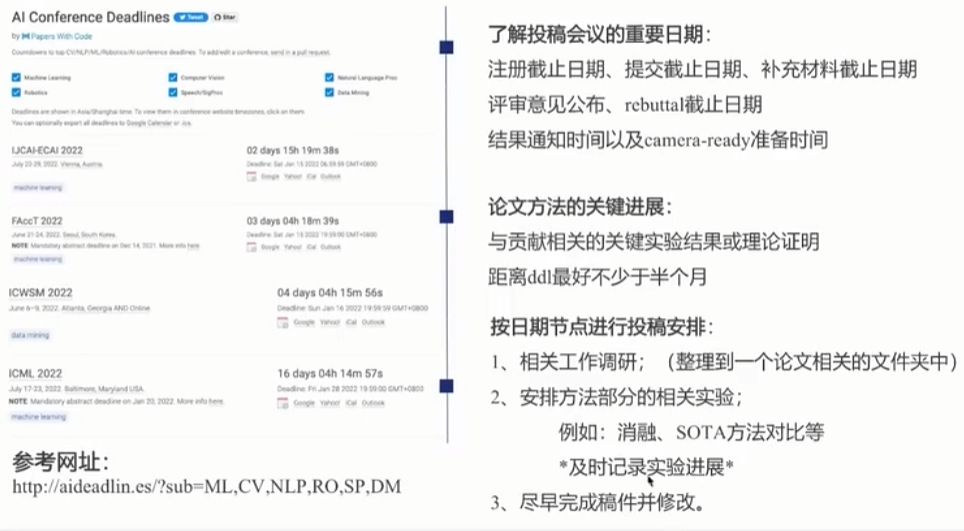 AI Conference Deadlines
Tweet
Star
by Papers With Code
Countdowns to top CV/NLP/ML/Robotics/AI conference deadlines. To add/edit a conference, send in a pull request.
Machine Learning
Computer Vision
Natural Language Proc
Robotics
Speech/SigProc
Data Mining
Deadlines are shown in Asia/Shanghai time. To view them in conference website timezones, click on them.
You can optionally export all deadlines to Google Calendar or .ics.
IJCAI-ECAI 2022
02 days 15h 19m 38s
July 23-29, 2022. Vienna, Austria.
Deadline: Sat Jan 15 2022 06:59:59 GMT+0800
Google Yahoo! iCal Outlook
machine learning
FAccT 2022
03 days 04h 18m 39s
June 21-24, 2022. Seoul, South Korea.
Deadline: Sat Jan 15 2022 19:59:00 GMT+0800
NOTE: Mandatory abstract deadline on Dec 14, 2021. More info here
Google Yahoo! iCal Outlook
machine learning
ICWSM 2022
04 days 04h 15m 56s
June 6-9, 2022. Atlanta, Georgia AND Online.
Deadline: Sun Jan 16 2022 19:59:59 GMT+0800
Google Yahoo! iCal Outlook
data mining
ICML 2022
16 days 04h 14m 57s
July 17-23, 2022. Baltimore, Maryland USA.
Deadline: Fri Jan 28 2022 19:59:00 GMT+0800
NOTE: Mandatory abstract deadline on Jan 20, 2022. More info here.
Google Yahoo! iCal Outlook
machine learning
参考网址：
http://aideadlin.es/?sub=ML,CV,NLP,RO,SP,DM
了解投稿会议的重要日期：
注册截止日期、提交截止日期、补充材料截止日期
评审意见公布、rebuttal截止日期
结果通知时间以及camera-ready准备时间
论文方法的关键进展：
与贡献相关的关键实验结果或理论证明
距离ddl最好不少于半个月
按日期节点进行投稿安排：
1、相关工作调研；（整理到一个论文相关的文件夹中）
2、安排方法部分的相关实验；
例如：消融、SOTA方法对比等
*及时记录实验进展*
3、尽早完成稿件并修改。